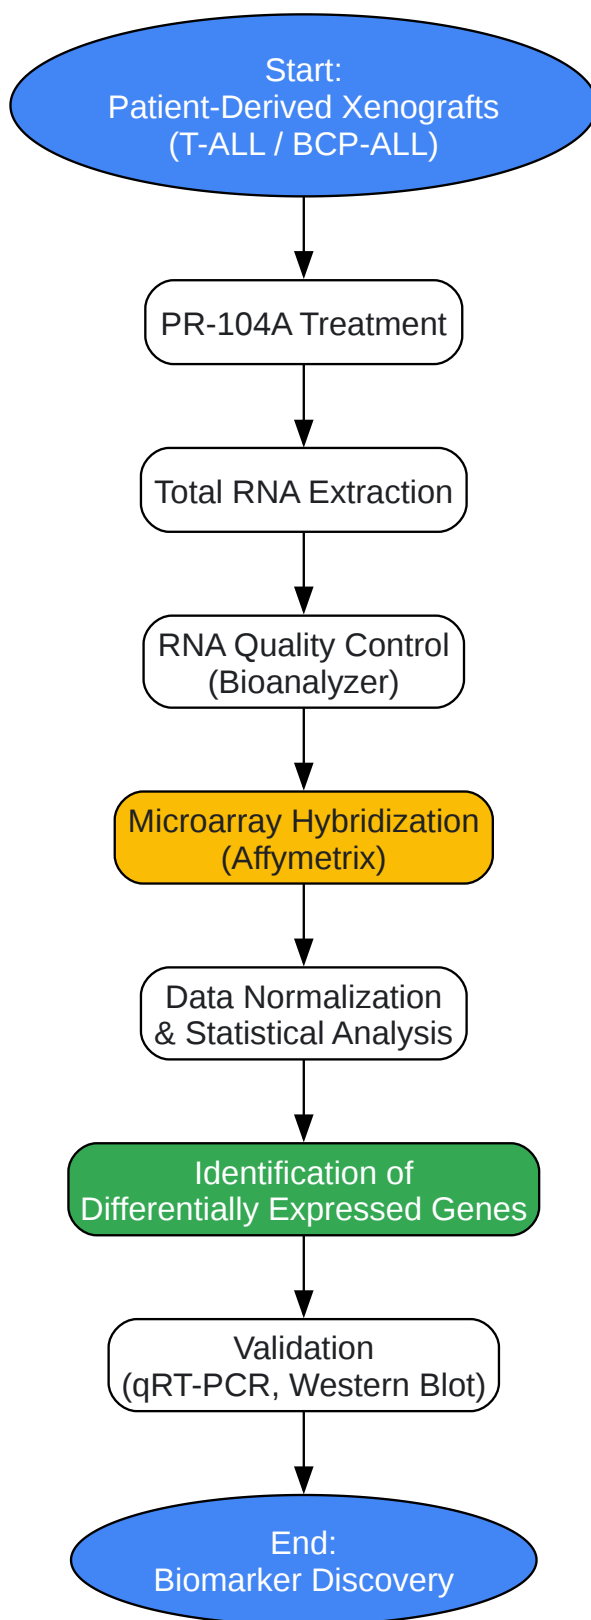 Start:
Patient-Derived Xenografts
(T-ALL / BCP-ALL)
PR-104A Treatment
Total RNA Extraction
RNA Quality Control
(Bioanalyzer)
Microarray Hybridization
(Affymetrix)
Data Normalization
& Statistical Analysis
Identification of
Differentially Expressed Genes
Validation
(qRT-PCR, Western Blot)
End:
Biomarker Discovery